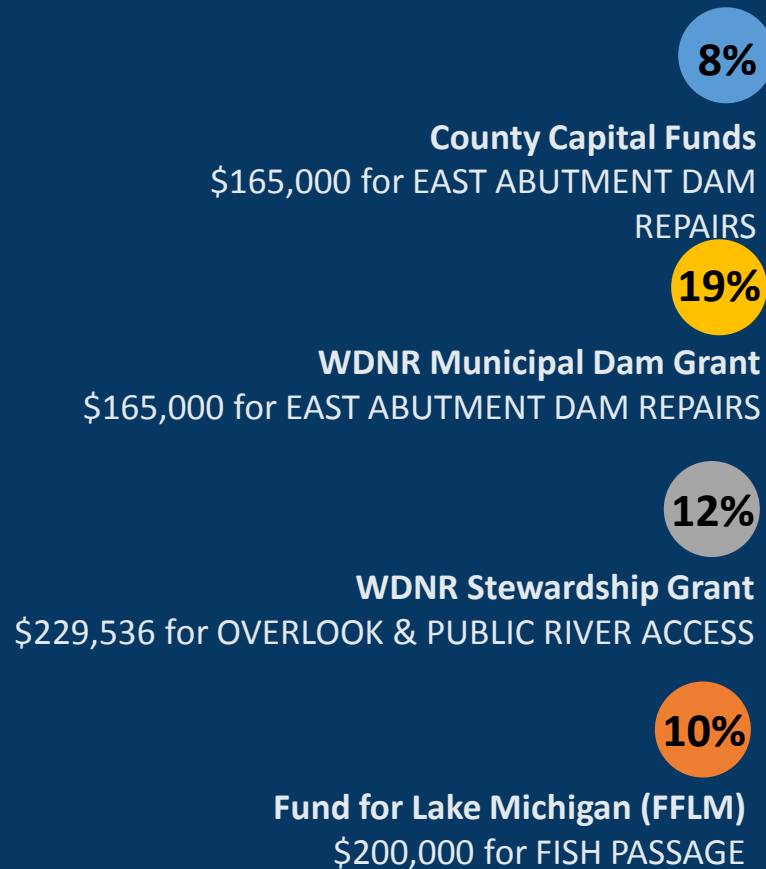 8%
County Capital Funds
$165,000 for EAST ABUTMENT DAM
REPAIRS
19%
WDNR Municipal Dam Grant
$165,000 for EAST ABUTMENT DAM REPAIRS
12%
WDNR Stewardship Grant
$229,536 for OVERLOOK & PUBLIC RIVER ACCESS
10%
Fund for Lake Michigan (FFLM)
$200,000 for FISH PASSAGE